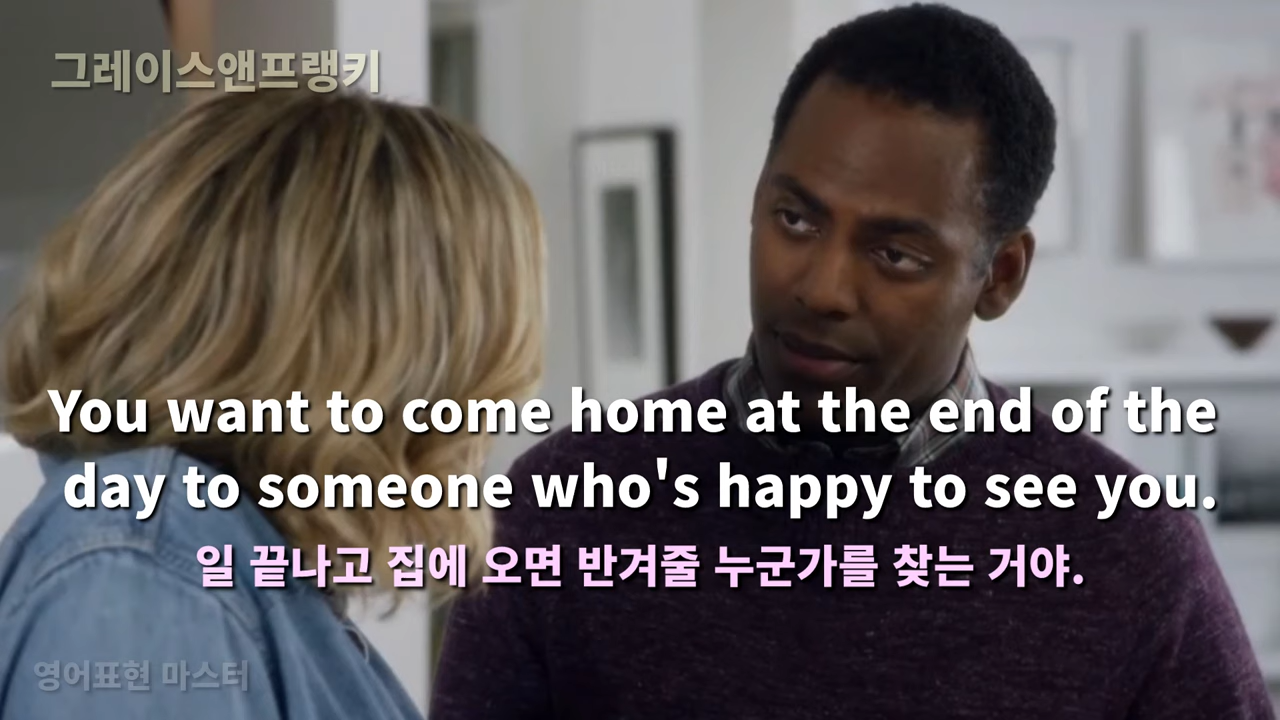 그레이스앤프랭키
You want to come home at the end of the
day to someone who's happy to see you.
일 끝나고 집에 오면 반겨줄 누군가를 찾는 거야.
영어표현 마스터